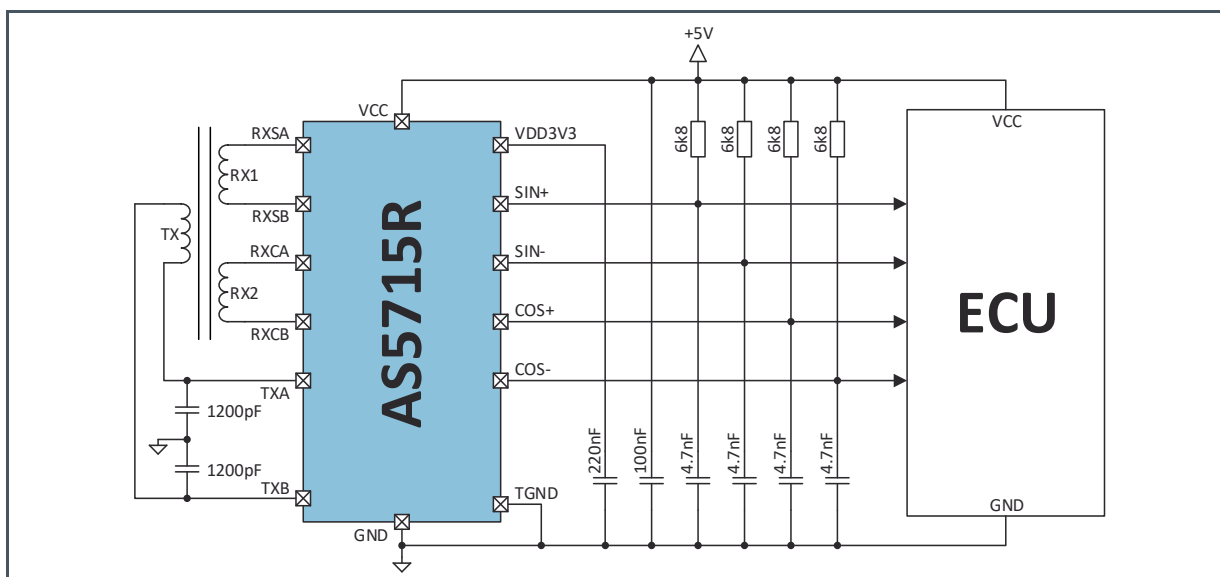 +5V
VCC
VCC
RXSA
VDD3V3
6k8
6k8
6k8
6k8
RX1
SIN+
RXSB
TX
SIN-
RXCA
RX2
COS+
RXCB
COS-
TXA
AS5715R
ECU
1200pF
1200pF
220nF
100nF
4.7nF
4.7nF
4.7nF
4.7nF
TXB
TGND
GND
GND